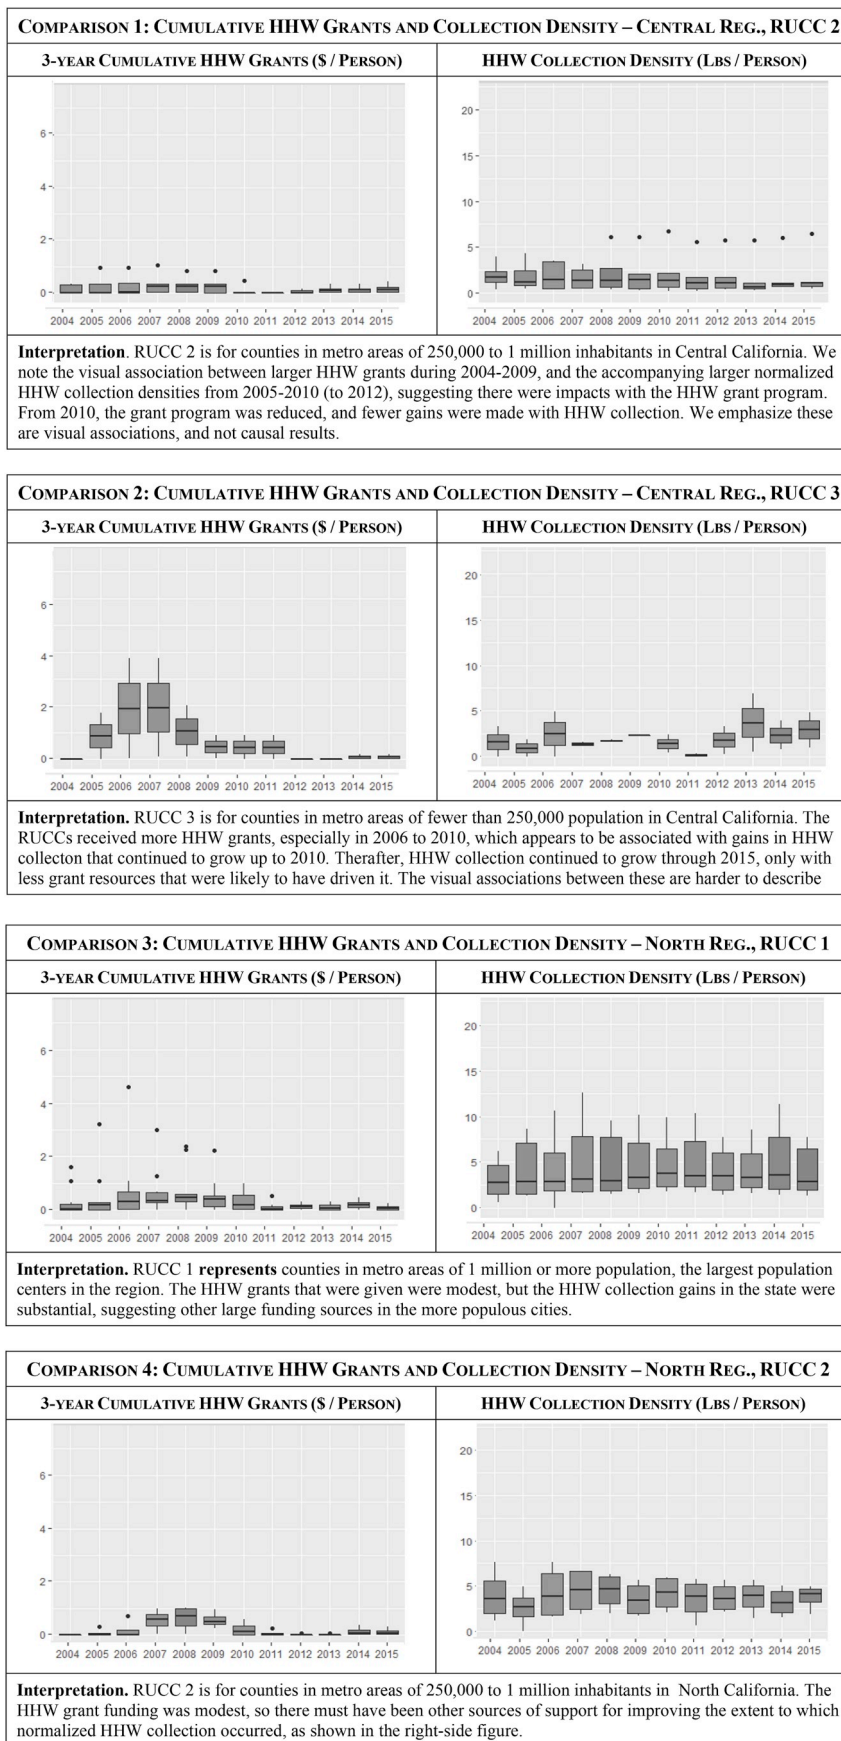 COMPARISON 1: CUMULATIVE HHW GRANTS AND COLLECTION DENSITY – CENTRAL REG., RUCC 2
3-YEAR CUMULATIVE HHW GRANTS ($ / PERSON)
HHW COLLECTION DENSITY (LBS / PERSON)
6
4
2
0
2004 2005 2006 2007 2008 2009 2010 2011 2012 2013 2014 2015
20
15
10
5
0
2004 2005 2006 2007 2008 2009 2010 2011 2012 2013 2014 2015
Interpretation. RUCC 2 is for counties in metro areas of 250,000 to 1 million inhabitants in Central California. We
note the visual association between larger HHW grants during 2004-2009, and the accompanying larger normalized
HHW collection densities from 2005-2010 (to 2012), suggesting there were impacts with the HHW grant program.
From 2010, the grant program was reduced, and fewer gains were made with HHW collection. We emphasize these
are visual associations, and not causal results.
COMPARISON 2: CUMULATIVE HHW GRANTS AND COLLECTION DENSITY – CENTRAL REG., RUCC 3
3-YEAR CUMULATIVE HHW GRANTS ($ / PERSON)
HHW COLLECTION DENSITY (LBS / PERSON)
6
4
2
0
2004 2005 2006 2007 2008 2009 2010 2011 2012 2013 2014 2015
20
15
10
5
0
2004 2005 2006 2007 2008 2009 2010 2011 2012 2013 2014 2015
Interpretation. RUCC 3 is for counties in metro areas of fewer than 250,000 population in Central California. The
RUCCs received more HHW grants, especially in 2006 to 2010, which appears to be associated with gains in HHW
collecton that continued to grow up to 2010. Therafter, HHW collection continued to grow through 2015, only with
less grant resources that were likely to have driven it. The visual associations between these are harder to describe
COMPARISON 3: CUMULATIVE HHW GRANTS AND COLLECTION DENSITY – NORTH REG., RUCC 1
3-YEAR CUMULATIVE HHW GRANTS ($ / PERSON)
HHW COLLECTION DENSITY (LBS / PERSON)
6
4
2
0
2004 2005 2006 2007 2008 2009 2010 2011 2012 2013 2014 2015
20
15
10
5
0
2004 2005 2006 2007 2008 2009 2010 2011 2012 2013 2014 2015
Interpretation. RUCC 1 represents counties in metro areas of 1 million or more population, the largest population
centers in the region. The HHW grants that were given were modest, but the HHW collection gains in the state were
substantial, suggesting other large funding sources in the more populous cities.
COMPARISON 4: CUMULATIVE HHW GRANTS AND COLLECTION DENSITY – NORTH REG., RUCC 2
3-YEAR CUMULATIVE HHW GRANTS ($ / PERSON)
HHW COLLECTION DENSITY (LBS / PERSON)
6
4
2
0
2004 2005 2006 2007 2008 2009 2010 2011 2012 2013 2014 2015
20
15
10
5
0
2004 2005 2006 2007 2008 2009 2010 2011 2012 2013 2014 2015
Interpretation. RUCC 2 is for counties in metro areas of 250,000 to 1 million inhabitants in North California. The
HHW grant funding was modest, so there must have been other sources of support for improving the extent to which
normalized HHW collection occurred, as shown in the right-side figure.